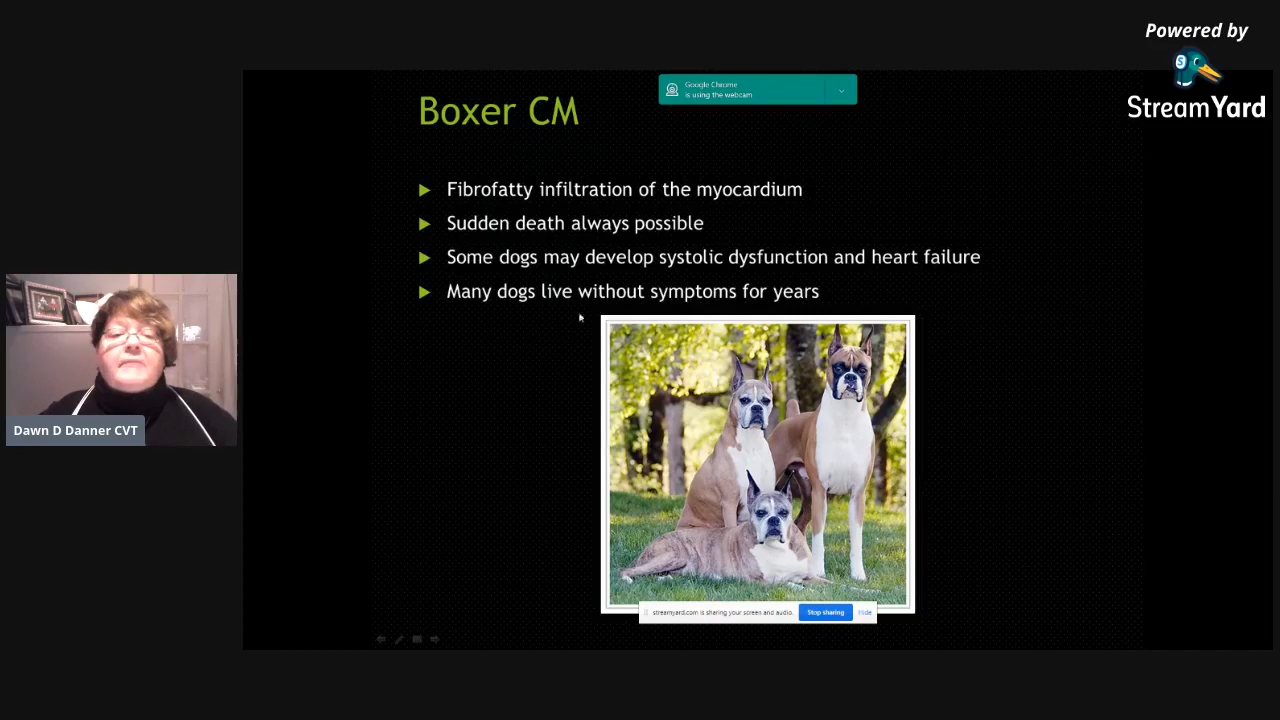 Powered by
StreamYard
Google Chrome
is using the webcam
Boxer CM
Fibrofatty infiltration of the myocardium
Sudden death always possible
Some dogs may develop systolic dysfunction and heart failure
Many dogs live without symptoms for years
Dawn D Danner CVT
streamyard.com is sharing your screen and audio. Stop sharing Hide